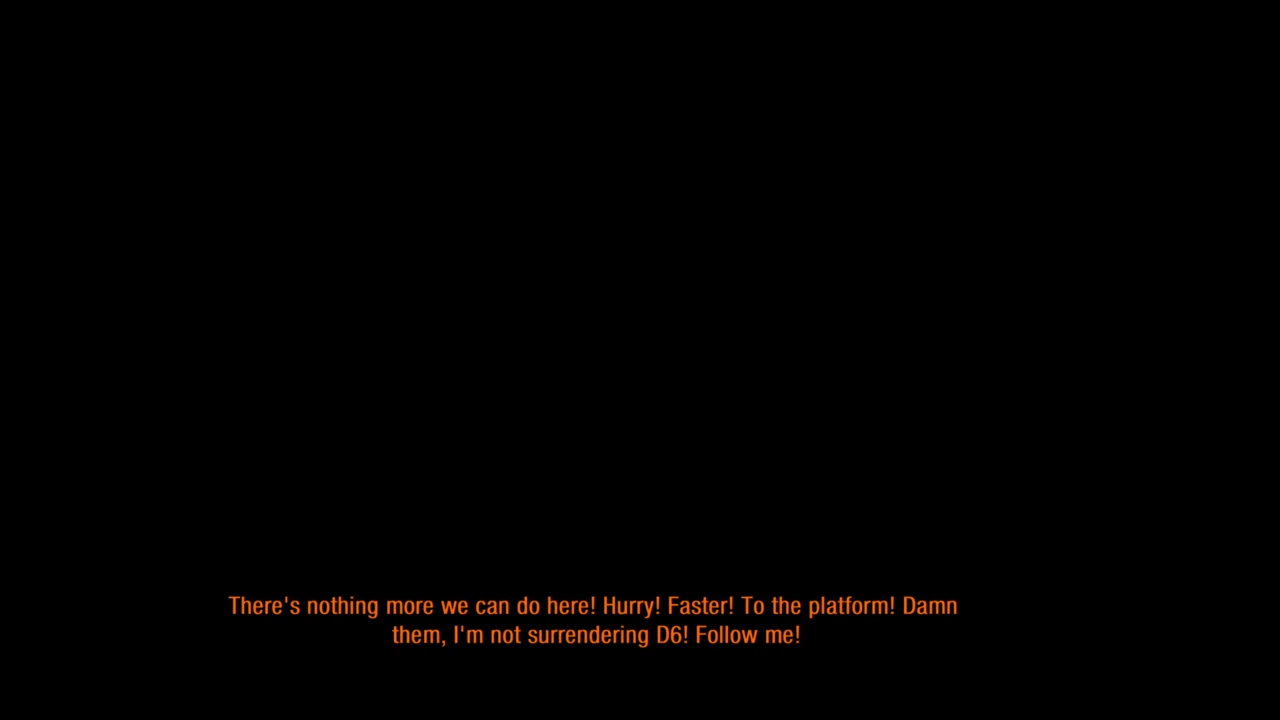 There's nothing more we can do here! Hurry! Faster! To the platform! Damn
them, I'm not surrendering D6! Follow me!